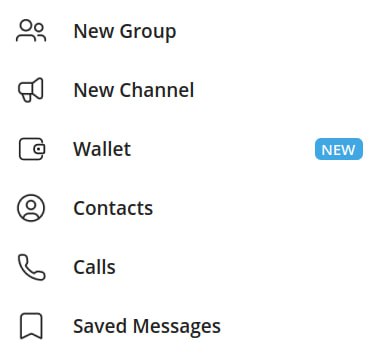 New Group
New Channel
Wallet NEW
Contacts
Calls
Saved Messages